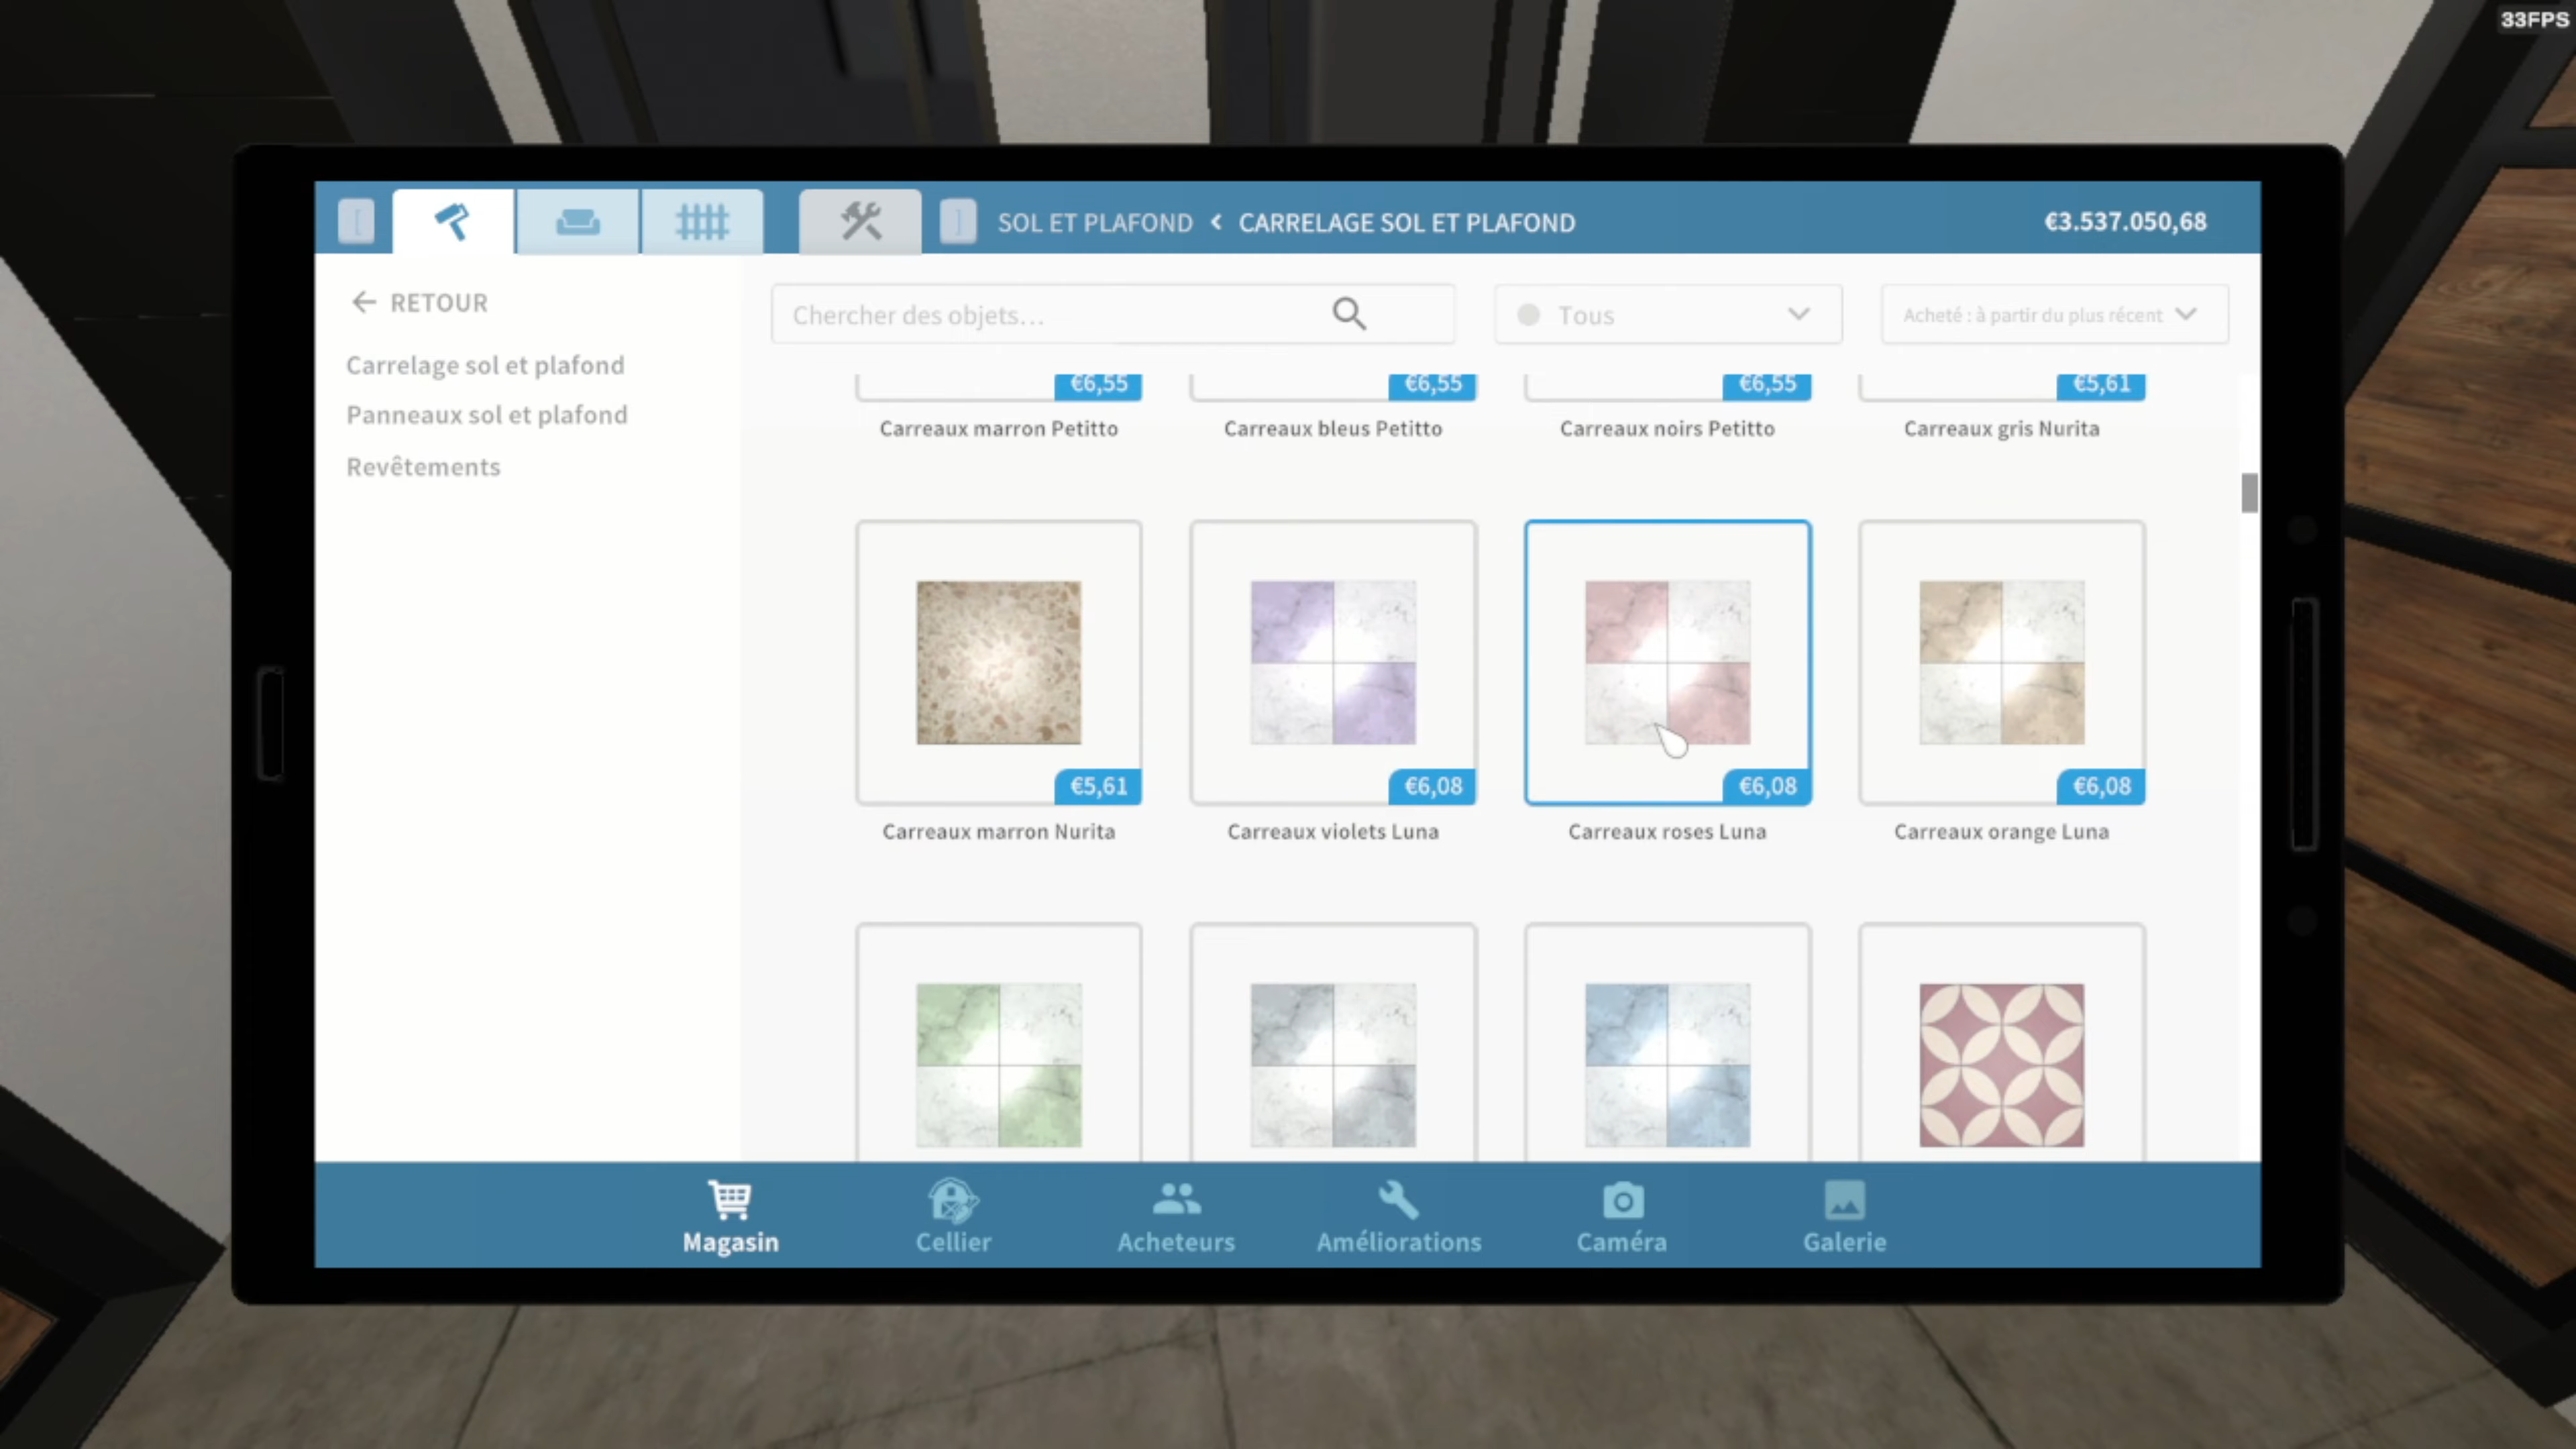 33FPS
[
]
SOL ET PLAFOND < CARRELAGE SOL ET PLAFOND
€3.537.050,68
← RETOUR
Carrelage sol et plafond
Panneaux sol et plafond
Revêtements
Chercher des objets...
Tous
Acheté : à partir du plus récent
€6,55
€6,55
€6,55
€5,61
Carreaux marron Petitto
Carreaux bleus Petitto
Carreaux noirs Petitto
Carreaux gris Nurita
€5,61
€6,08
€6,08
€6,08
Carreaux marron Nurita
Carreaux violets Luna
Carreaux roses Luna
Carreaux orange Luna
Magasin
Cellier
Acheteurs
Améliorations
Caméra
Galerie